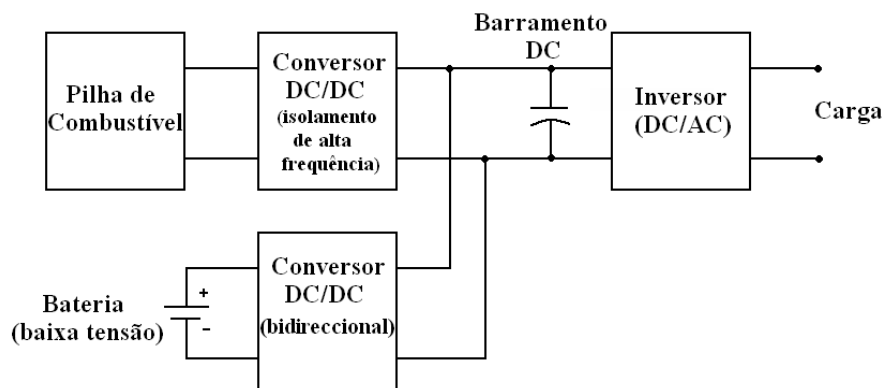 Pilha de
Combustível
Conversor
DC/DC
(isolamento
de alta
frequência)
Barramento
DC
Inversor
(DC/AC)
Carga
Bateria
(baixa tensão)
+
−
Conversor
DC/DC
(bidireccional)